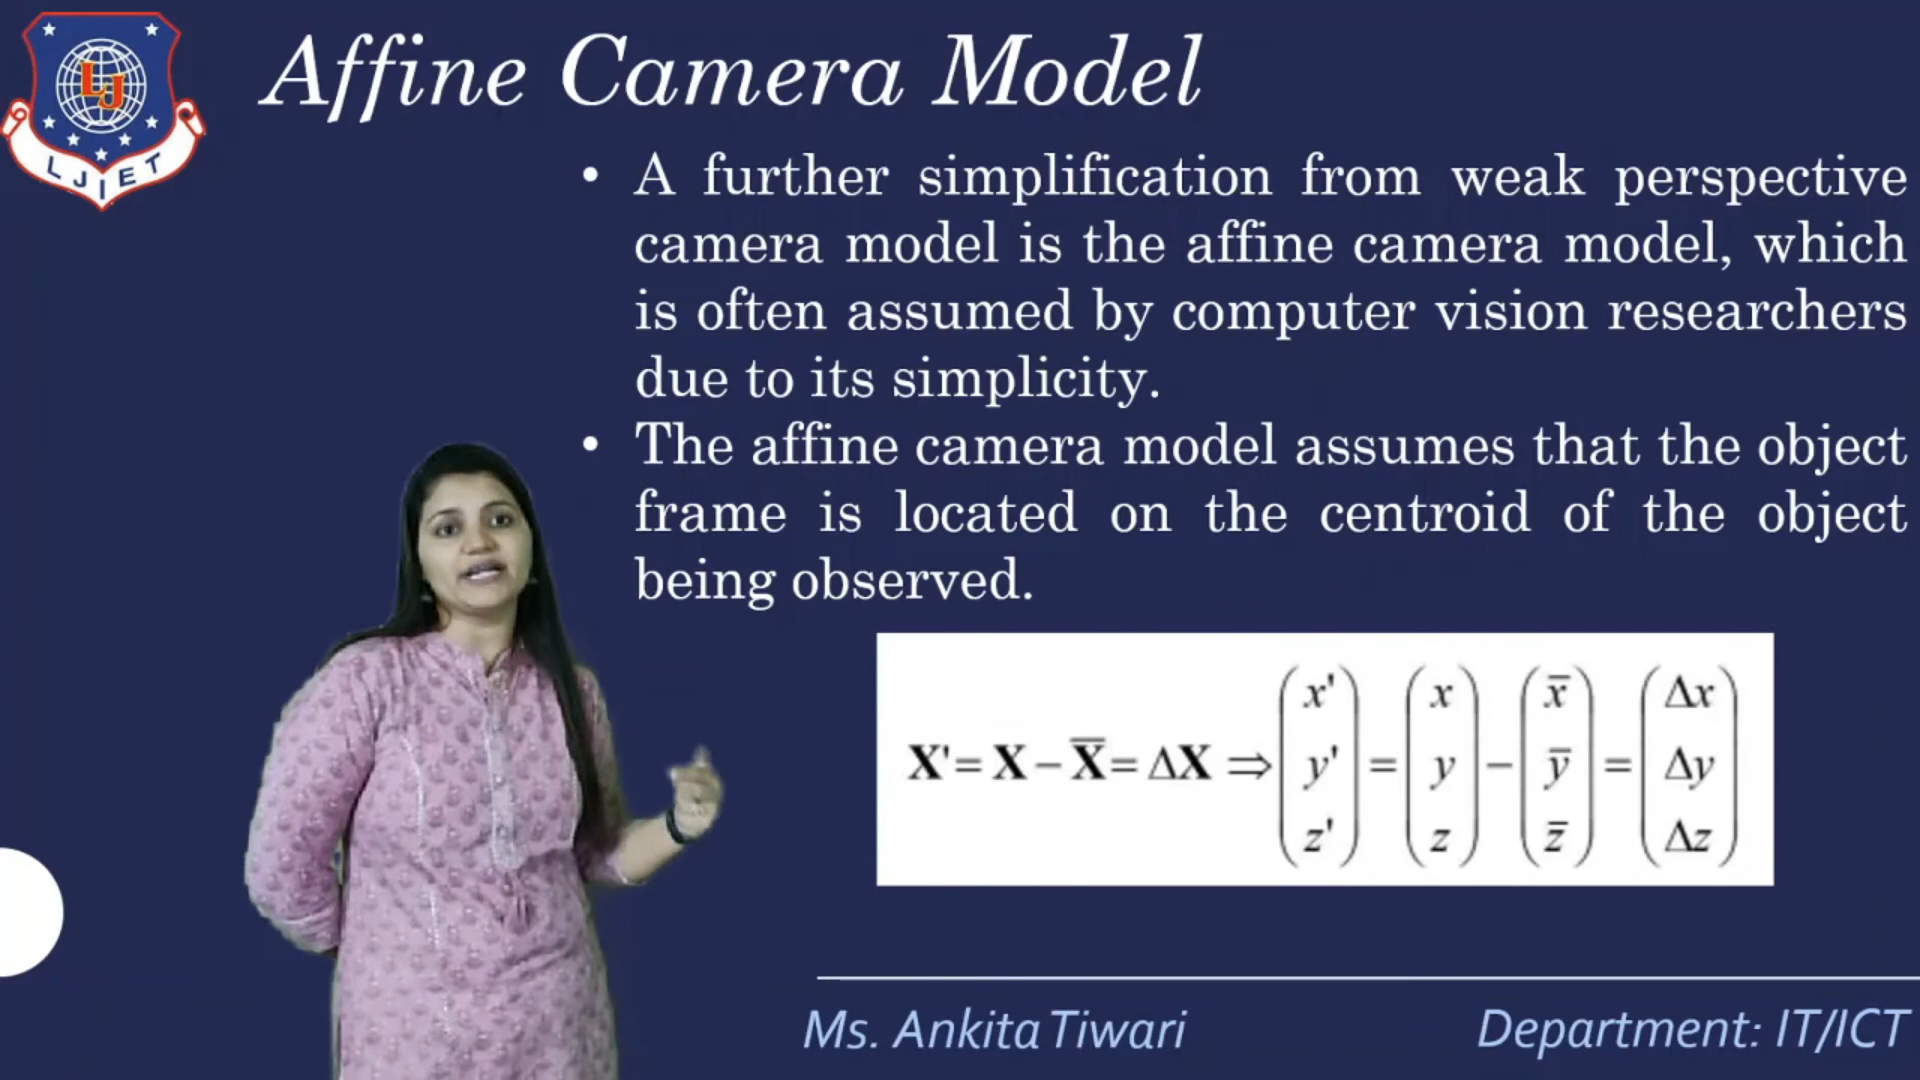 LJ
LJIET
Affine Camera Model
• A further simplification from weak perspective
camera model is the affine camera model, which
is often assumed by computer vision researchers
due to its simplicity.
• The affine camera model assumes that the object
frame is located on the centroid of the object
being observed.
X' = X − X̅ = ΔX ⇒ (x' y' z') = (x y z) − (x̅ y̅ z̅) = (Δx Δy Δz)
Ms. Ankita Tiwari
Department: IT/ICT